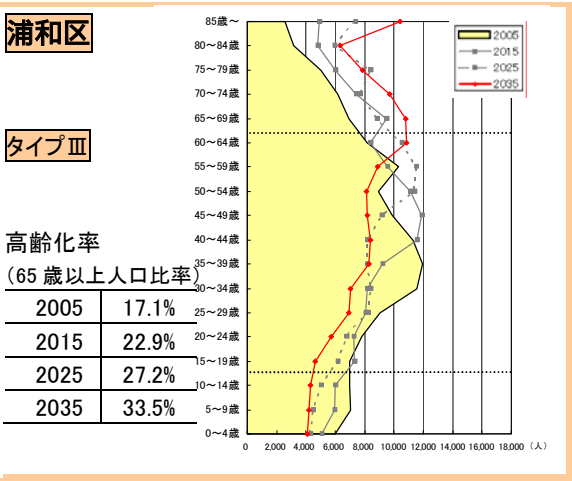 浦和区
タイプⅢ
高齢化率
（65 歳以上人口比率）
2005 17.1%
2015 22.9%
2025 27.2%
2035 33.5%
85歳～
80～84歳
75～79歳
70～74歳
65～69歳
60～64歳
55～59歳
50～54歳
45～49歳
40～44歳
35～39歳
30～34歳
25～29歳
20～24歳
15～19歳
10～14歳
5～9歳
0～4歳
0 2,000 4,000 6,000 8,000 10,000 12,000 14,000 16,000 18,000 （人）
2005
2015
2025
2035